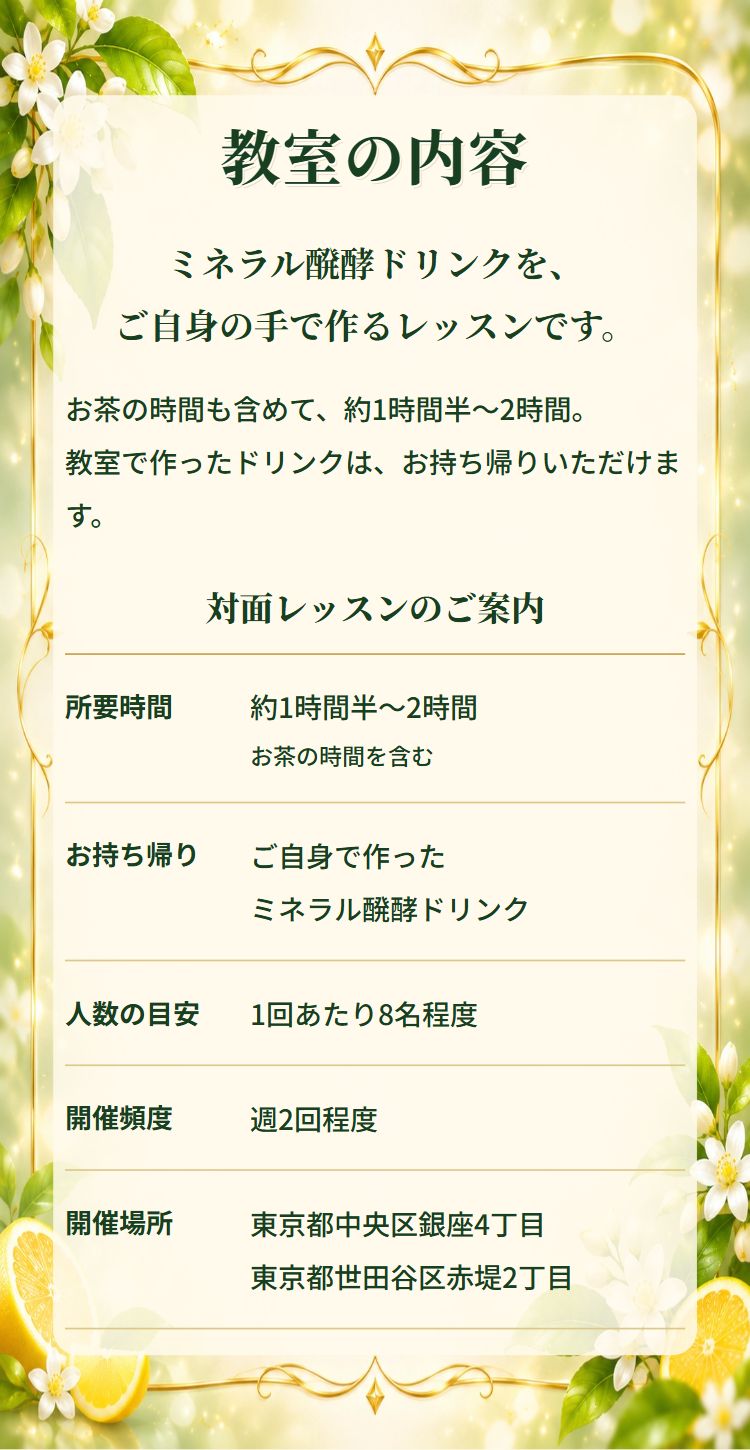 教室の内容
ミネラル醗酵ドリンクを、
ご自身の手で作るレッスンです。
お茶の時間も含めて、約1時間半〜2時間。
教室で作ったドリンクは、お持ち帰りいただけま
す。
対面レッスンのご案内
所要時間 約1時間半〜2時間
お茶の時間を含む
お持ち帰り ご自身で作った
ミネラル醗酵ドリンク
人数の目安 1回あたり8名程度
開催頻度 週2回程度
開催場所 東京都中央区銀座4丁目
東京都世田谷区赤堤2丁目